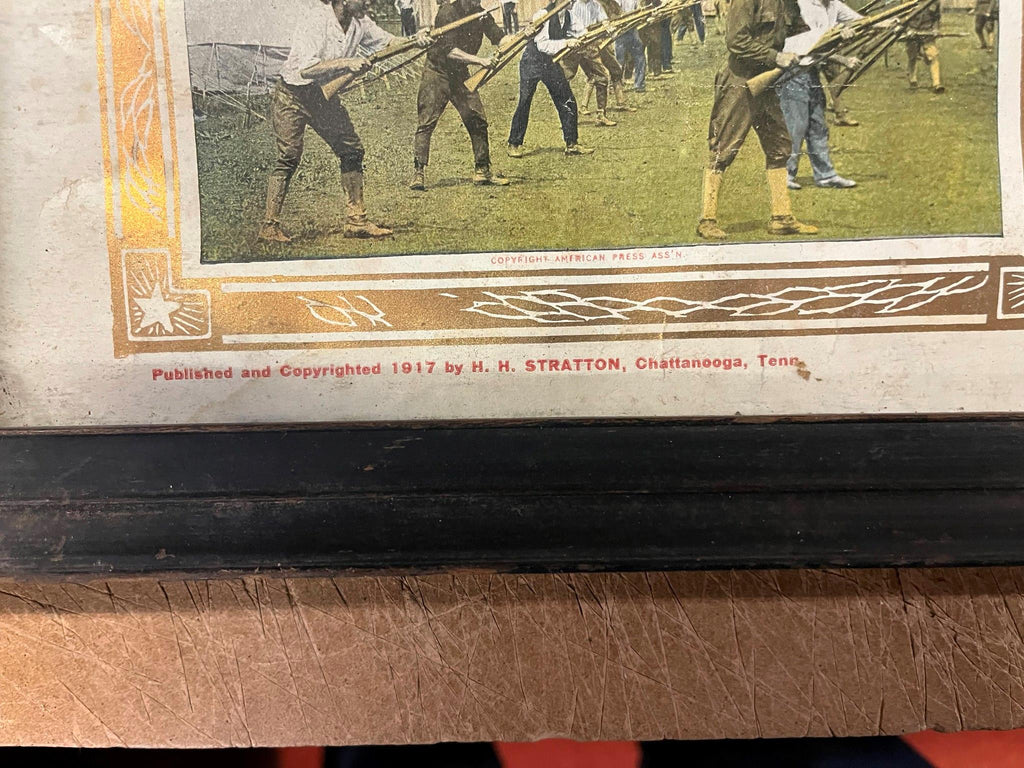 COPYRIGHT AMERICAN PRESS ASS'N.
Published and Copyrighted 1917 by H. H. STRATTON, Chattanooga, Tenn.